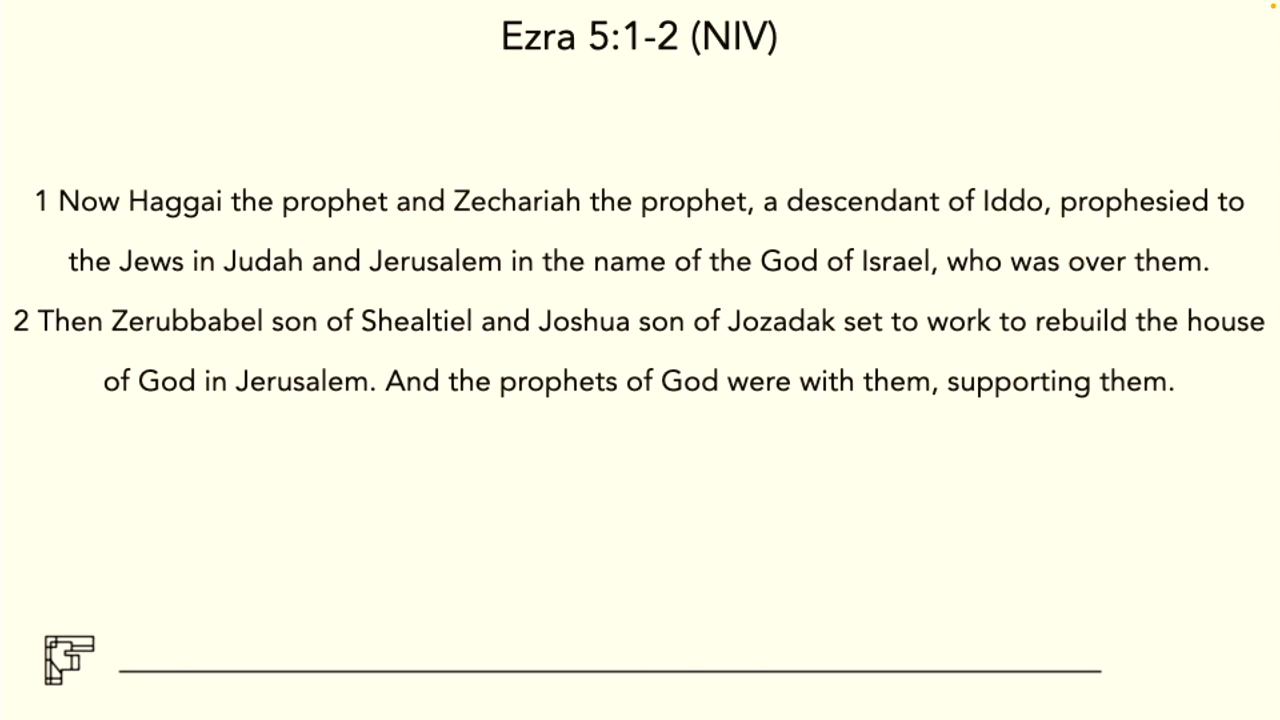 Ezra 5:1-2 (NIV)
1 Now Haggai the prophet and Zechariah the prophet, a descendant of Iddo, prophesied to
the Jews in Judah and Jerusalem in the name of the God of Israel, who was over them.
2 Then Zerubbabel son of Shealtiel and Joshua son of Jozadak set to work to rebuild the house
of God in Jerusalem. And the prophets of God were with them, supporting them.